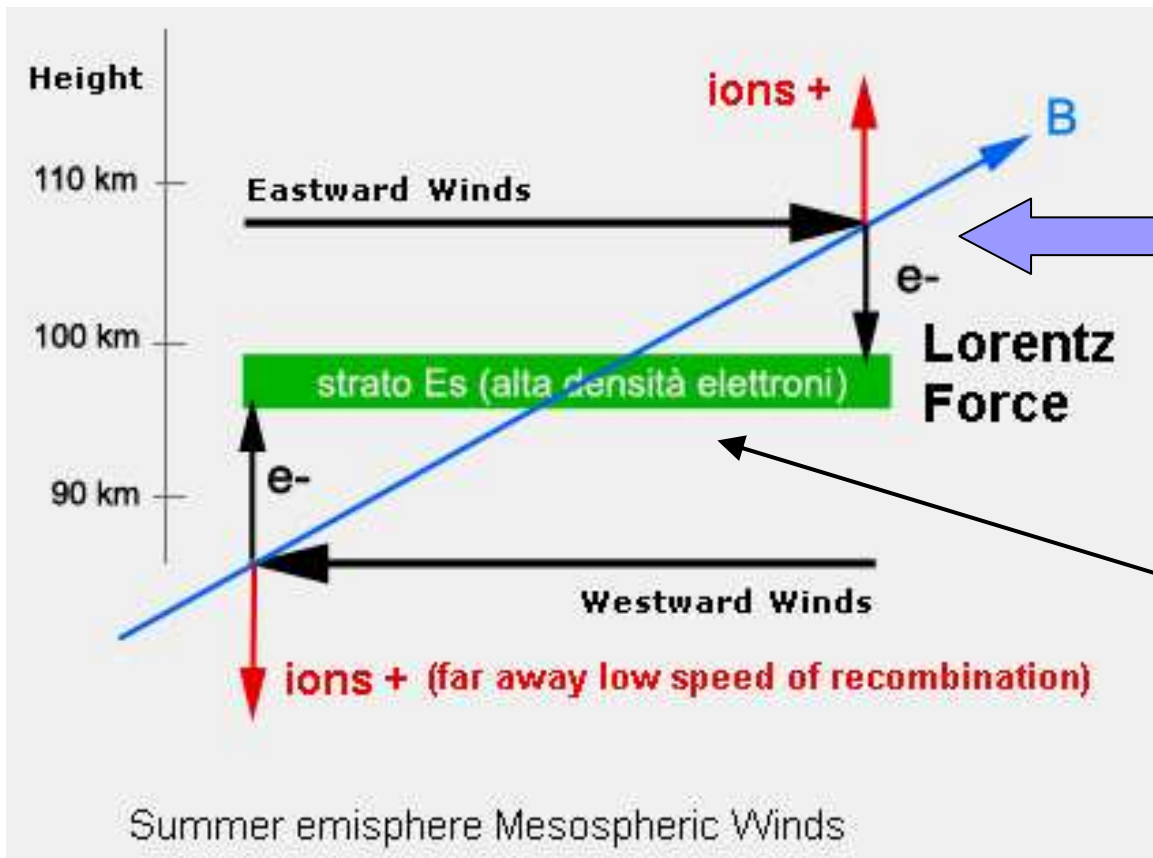 Height
ions +
B
110 km
Eastward Winds
e-
100 km
Lorentz
Force
strato Es (alta densità elettroni)
e-
90 km
Westward Winds
ions + (far away low speed of recombination)
Summer emisphere Mesospheric Winds